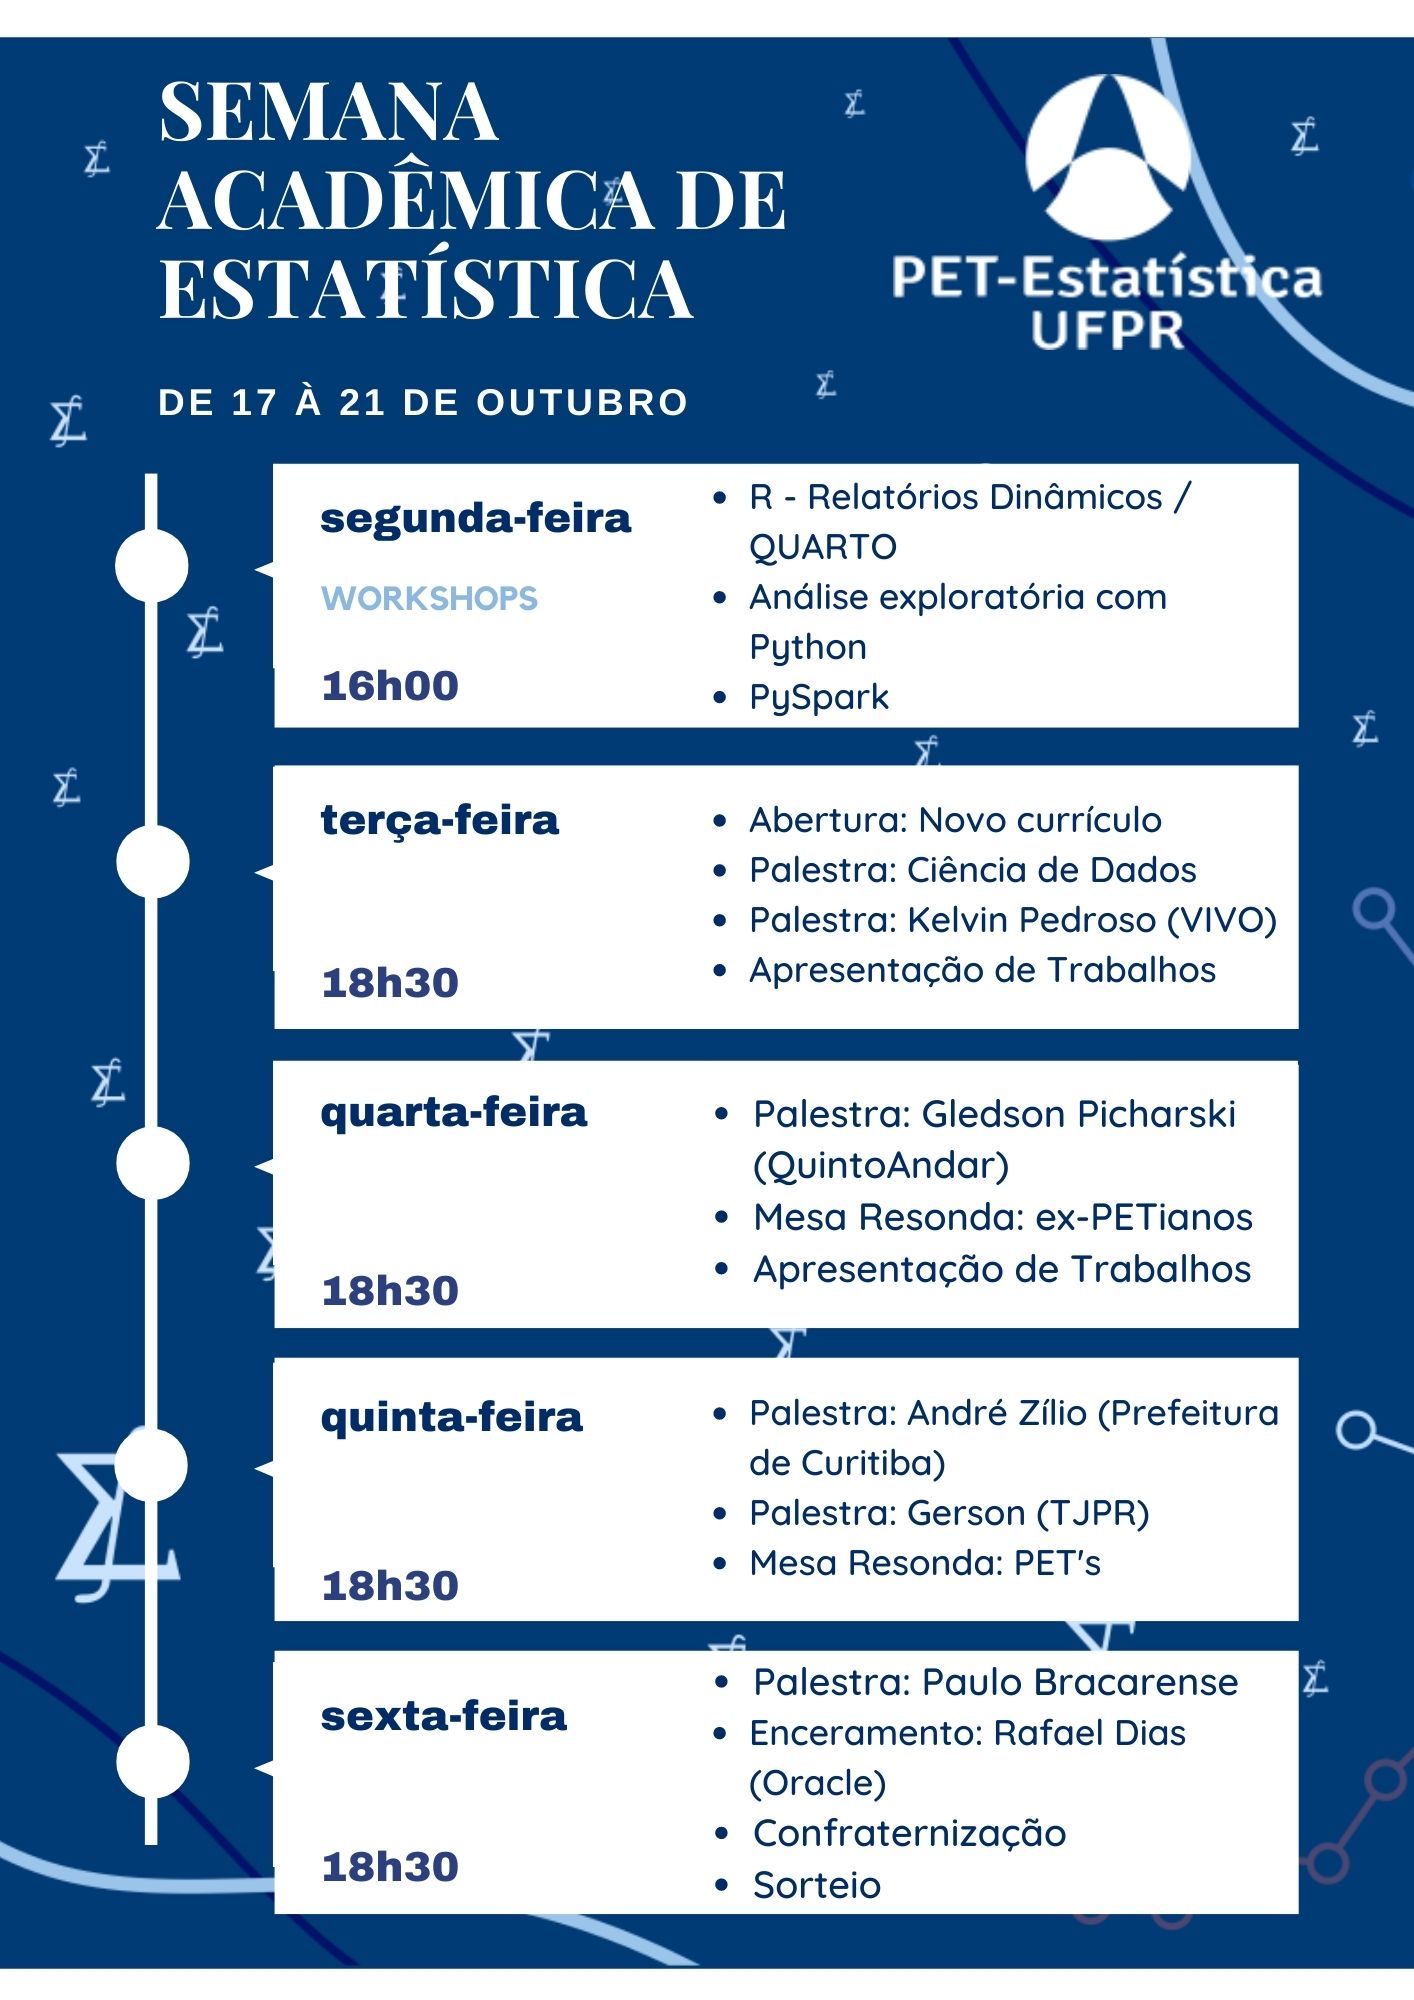 SEMANA
ACADÊMICA DE
ESTATÍSTICA
PET-Estatística
UFPR
DE 17 À 21 DE OUTUBRO
segunda-feira
WORKSHOPS
16h00
• R - Relatórios Dinâmicos /
QUARTO
• Análise exploratória com
Python
• PySpark
terça-feira
18h30
• Abertura: Novo currículo
• Palestra: Ciência de Dados
• Palestra: Kelvin Pedroso (VIVO)
• Apresentação de Trabalhos
quarta-feira
18h30
• Palestra: Gledson Picharski
(QuintoAndar)
• Mesa Resonda: ex-PETianos
• Apresentação de Trabalhos
quinta-feira
18h30
• Palestra: André Zílio (Prefeitura
de Curitiba)
• Palestra: Gerson (TJPR)
• Mesa Resonda: PET's
sexta-feira
18h30
• Palestra: Paulo Bracarense
• Enceramento: Rafael Dias
(Oracle)
• Confraternização
• Sorteio